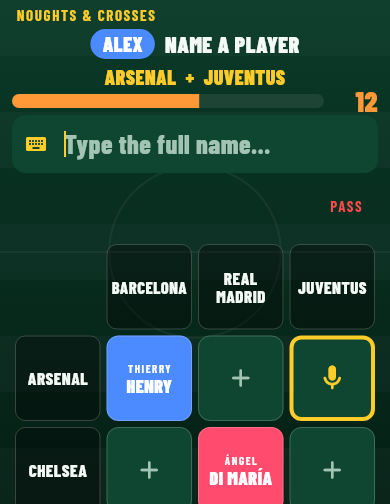 NOUGHTS & CROSSES
ALEX NAME A PLAYER
ARSENAL + JUVENTUS
12
Type the full name...
PASS
BARCELONA
REAL
MADRID
JUVENTUS
ARSENAL
THIERRY
HENRY
+
CHELSEA
+
ÁNGEL
DI MARÍA
+